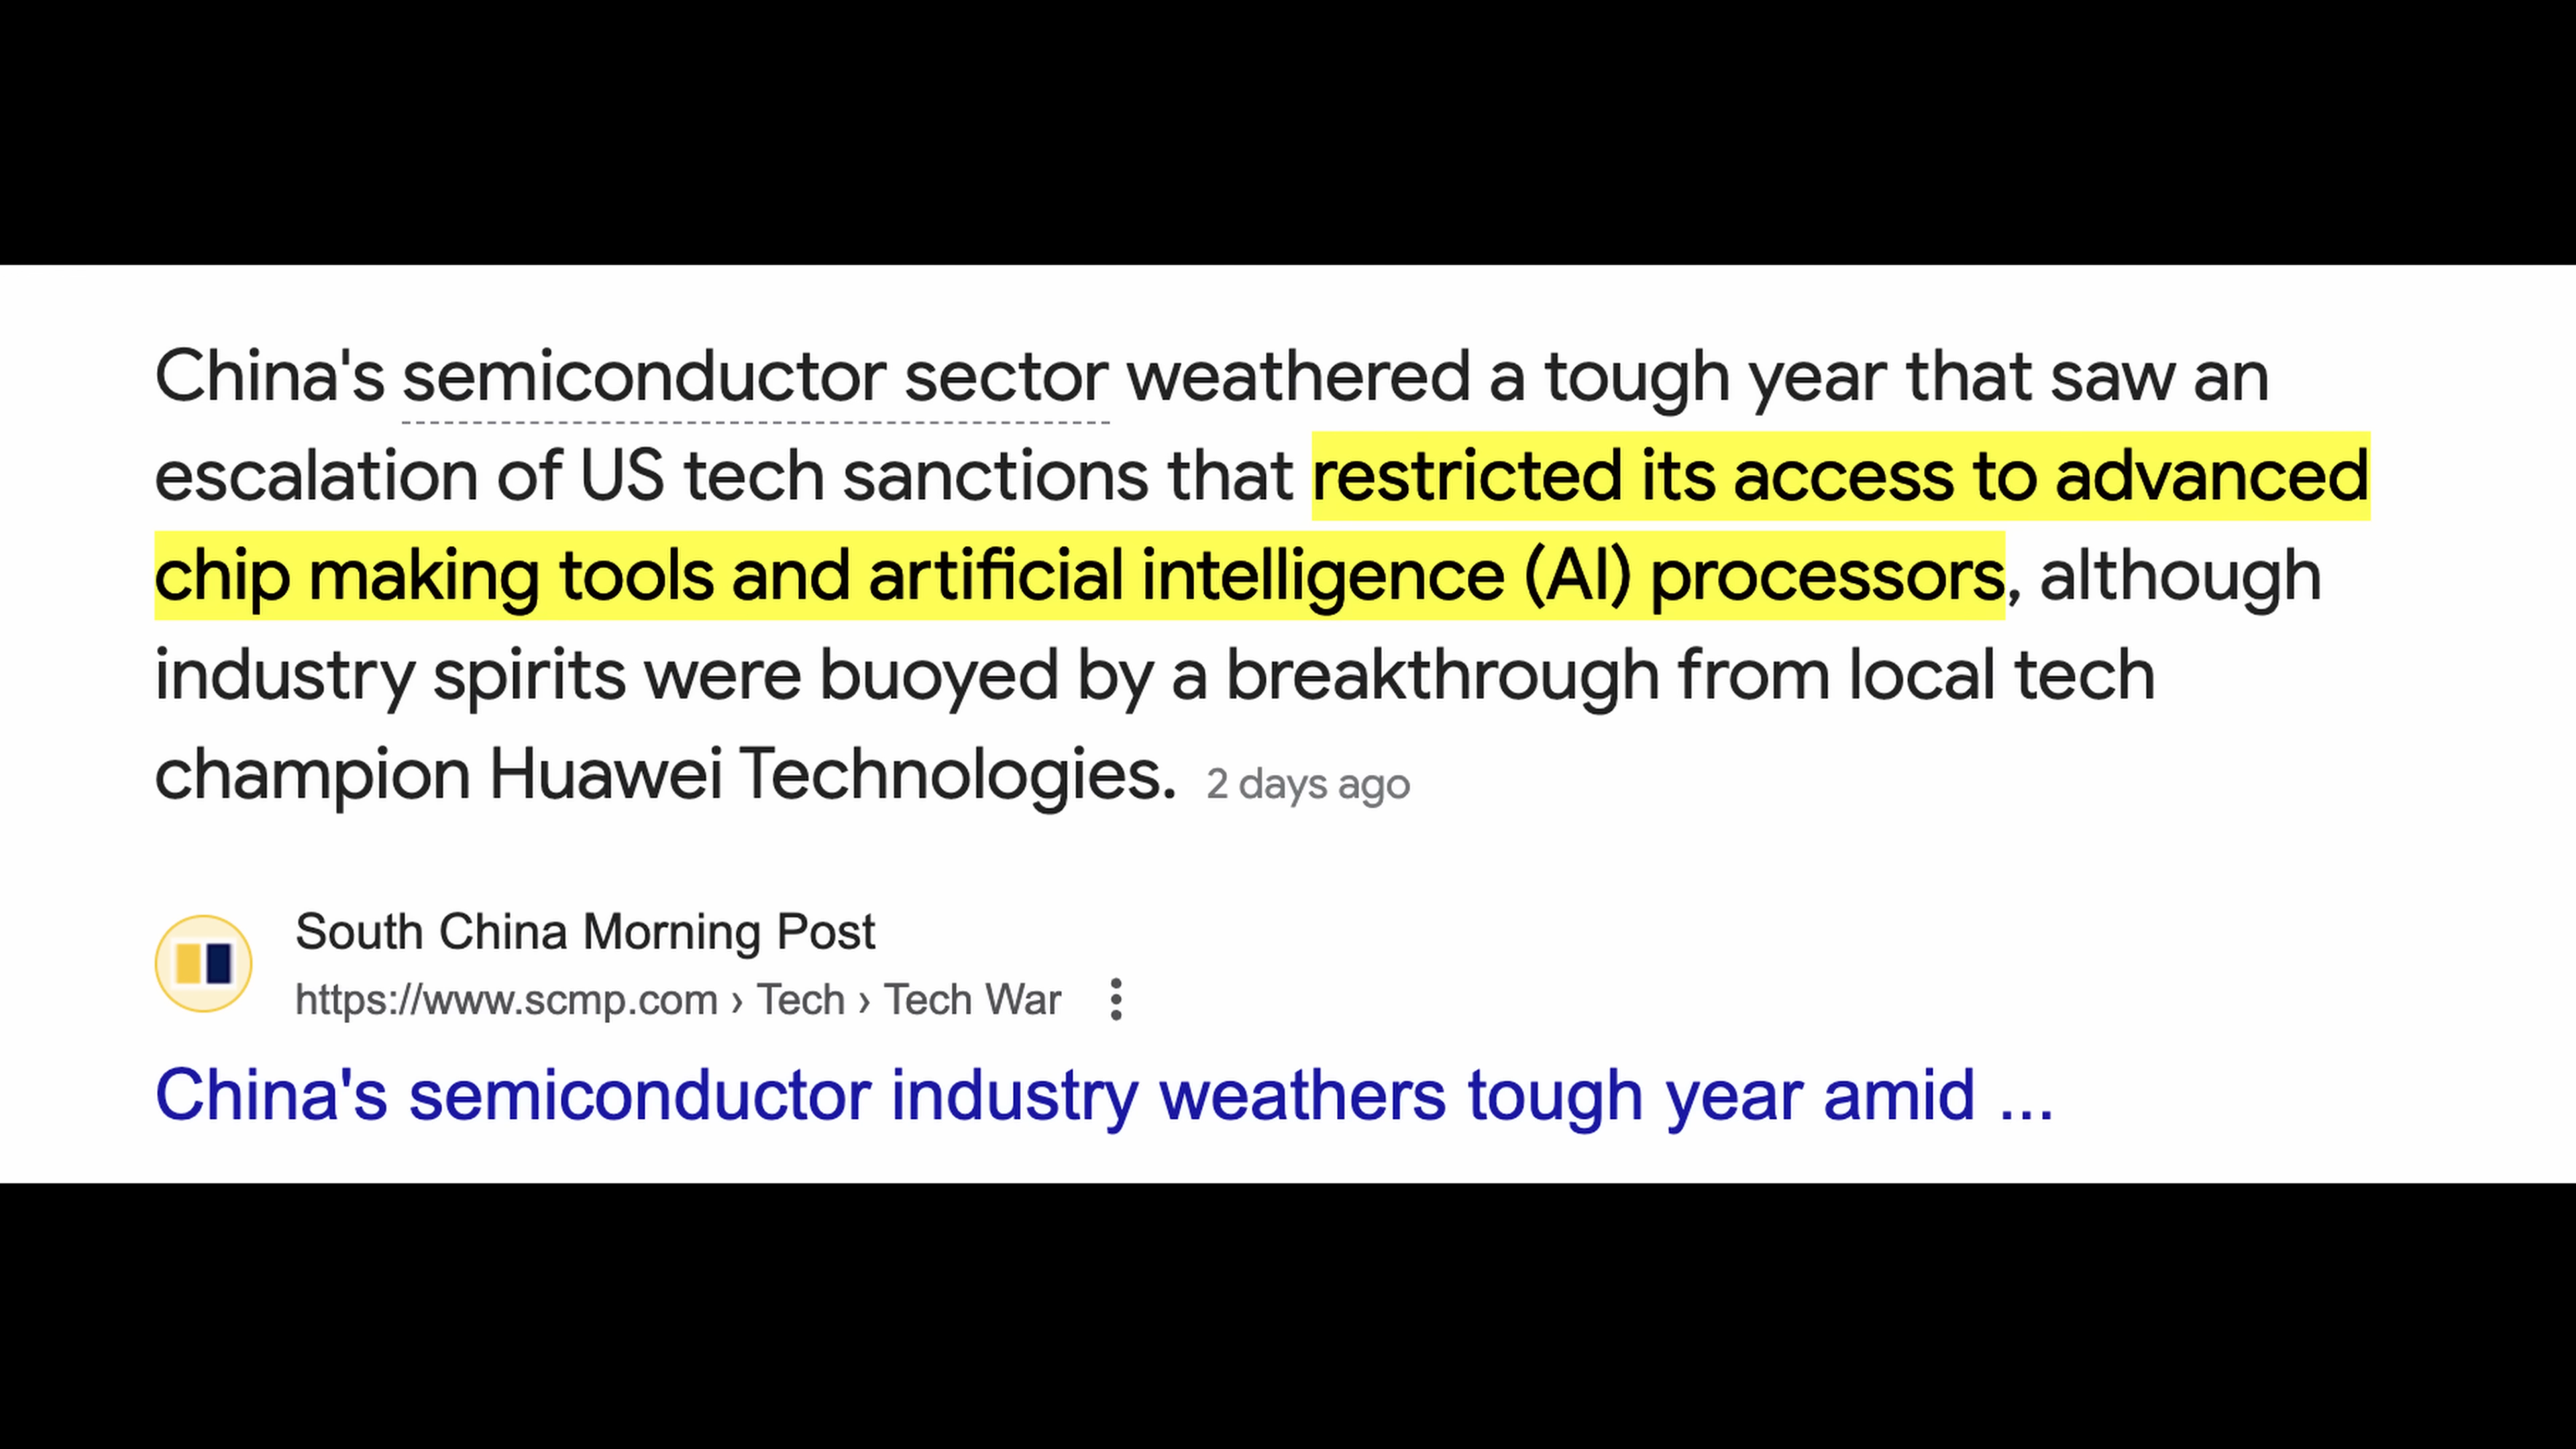 China's semiconductor sector weathered a tough year that saw an
escalation of US tech sanctions that restricted its access to advanced
chip making tools and artificial intelligence (AI) processors, although
industry spirits were buoyed by a breakthrough from local tech
champion Huawei Technologies. 2 days ago
South China Morning Post
https://www.scmp.com › Tech › Tech War
China's semiconductor industry weathers tough year amid ...